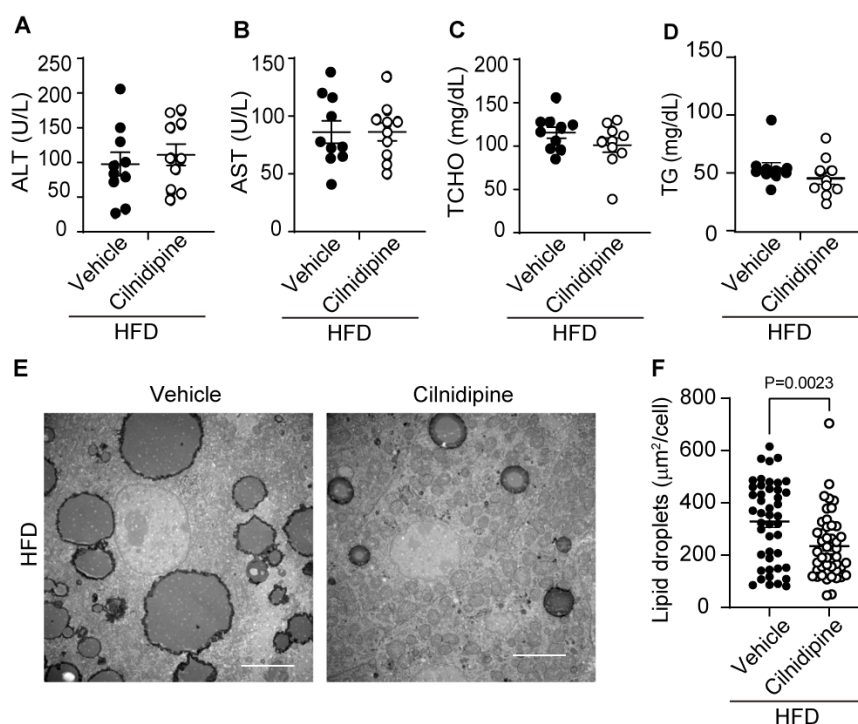 A
ALT (U/L)
250
200
150
100
50
0
Vehicle
Cilnidipine
HFD
B
AST (U/L)
150
100
50
0
Vehicle
Cilnidipine
HFD
C
TCHO (mg/dL)
200
150
100
50
0
Vehicle
Cilnidipine
HFD
D
TG (mg/dL)
150
100
50
0
Vehicle
Cilnidipine
HFD
E
Vehicle
Cilnidipine
HFD
F
P=0.0023
Lipid droplets (μm²/cell)
800
600
400
200
0
Vehicle
Cilnidipine
HFD